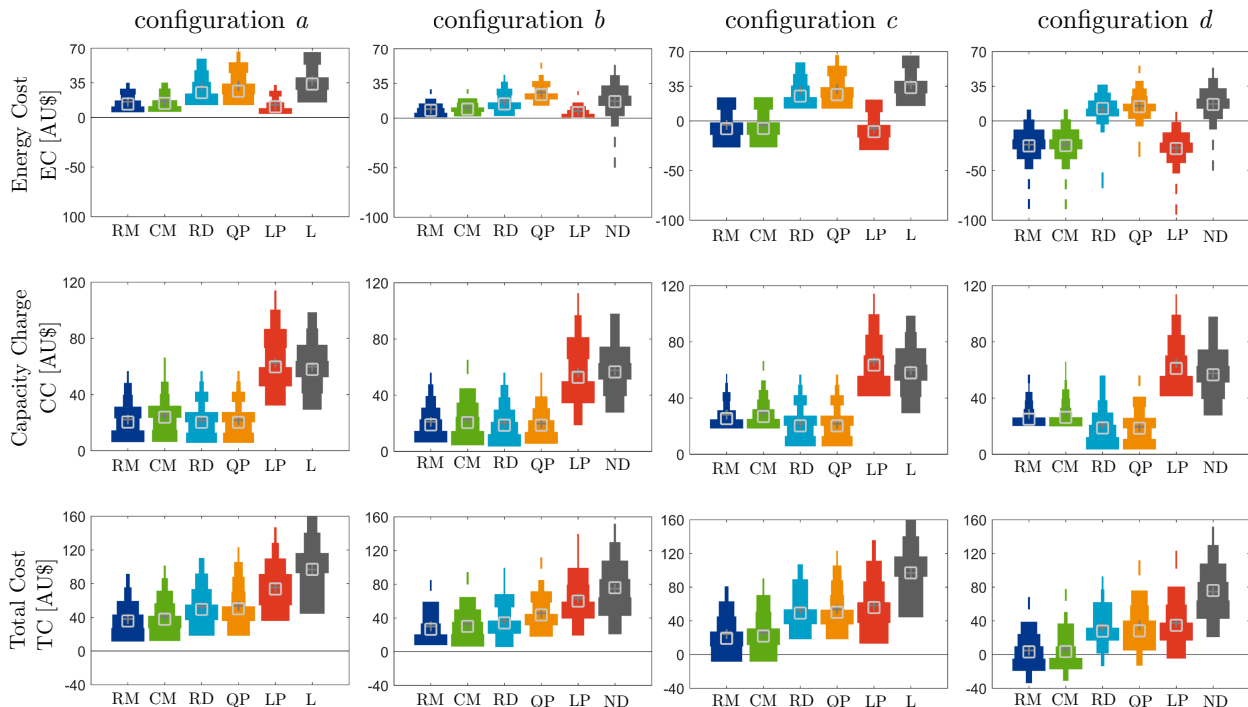 configuration a
configuration b
configuration c
configuration d
Energy Cost
EC [AU$]
70
35
0
-50
100
RM CM RD QP LP L
70
35
0
-50
-100
RM CM RD QP LP ND
70
35
0
-50
-100
RM CM RD QP LP L
70
35
0
-50
-100
RM CM RD QP LP ND
Capacity Charge
CC [AU$]
120
80
40
0
RM CM RD QP LP L
120
80
40
0
RM CM RD QP LP ND
120
80
40
0
RM CM RD QP LP L
120
80
40
0
RM CM RD QP LP ND
Total Cost
TC [AU$]
160
120
80
40
0
-40
RM CM RD QP LP L
160
120
80
40
0
-40
RM CM RD QP LP ND
160
120
80
40
0
-40
RM CM RD QP LP L
160
120
80
40
0
-40
RM CM RD QP LP ND